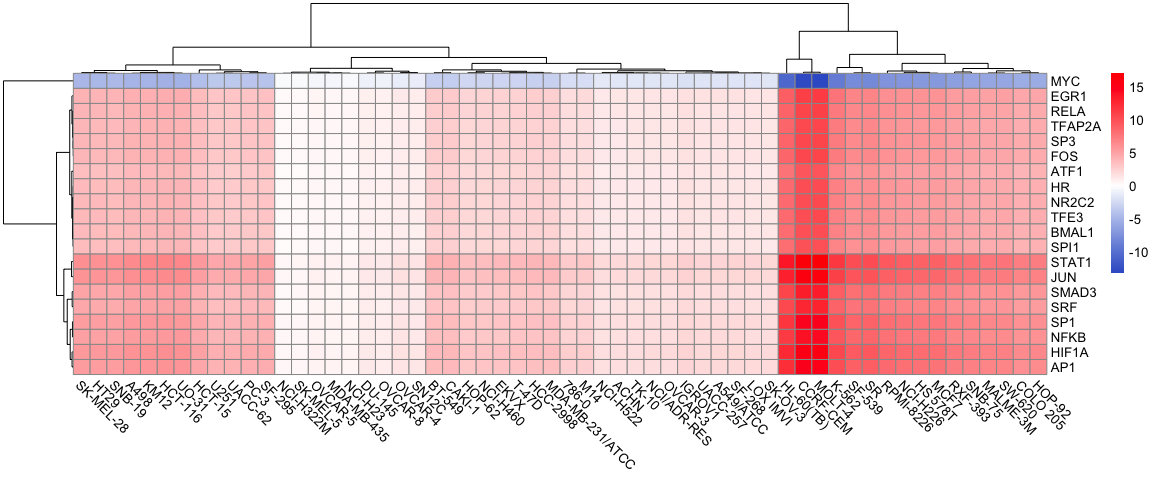 MYC
EGR1
RELA
TFAP2A
SP3
FOS
ATF1
HR
NR2C2
TFE3
BMAL1
SPI1
STAT1
JUN
SMAD3
SRF
SP1
NFKB
HIF1A
AP1
15
10
5
0
-5
-10
SK-MEL-28
HT29
SNB-19
A498
KM12
HCT-116
UO-31
HCT-15
U251
UACC-62
PC-3
SF-295
NCI-H322M
SK-MEL-5
OVCAR-5
MDA-MB-435
NCI-H23
DU-145
OVCAR-8
OVCAR-4
SN12C
BT-549
CAKI-1
HOP-62
NCI-H460
EKVX
T-47D
HCC-2998
MDA-MB-231/ATCC
786-0
M14
NCI-H522
ACHN
TK-10
NCI/ADR-RES
OVCAR-3
IGROV1
UACC-257
A549/ATCC
SF-268
LOX IMVI
SK-OV-3
HL-60(TB)
CCRF-CEM
MOLT-4
K-562
SF-539
SR
RPMI-8226
NCI-H226
HS 578T
MCF7
RXF-393
SNB-75
MALME-3M
SW-620
COLO 205
HOP-92